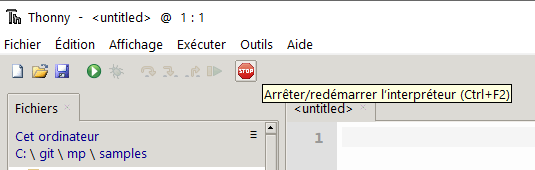 Thonny - <untitled> @ 1 : 1
Fichier Édition Affichage Exécuter Outils Aide
STOP
Arrêter/redémarrer l'interpréteur (Ctrl+F2)
Fichiers ×
<untitled> ×
Cet ordinateur ≡
C: \ git \ mp \ samples
1